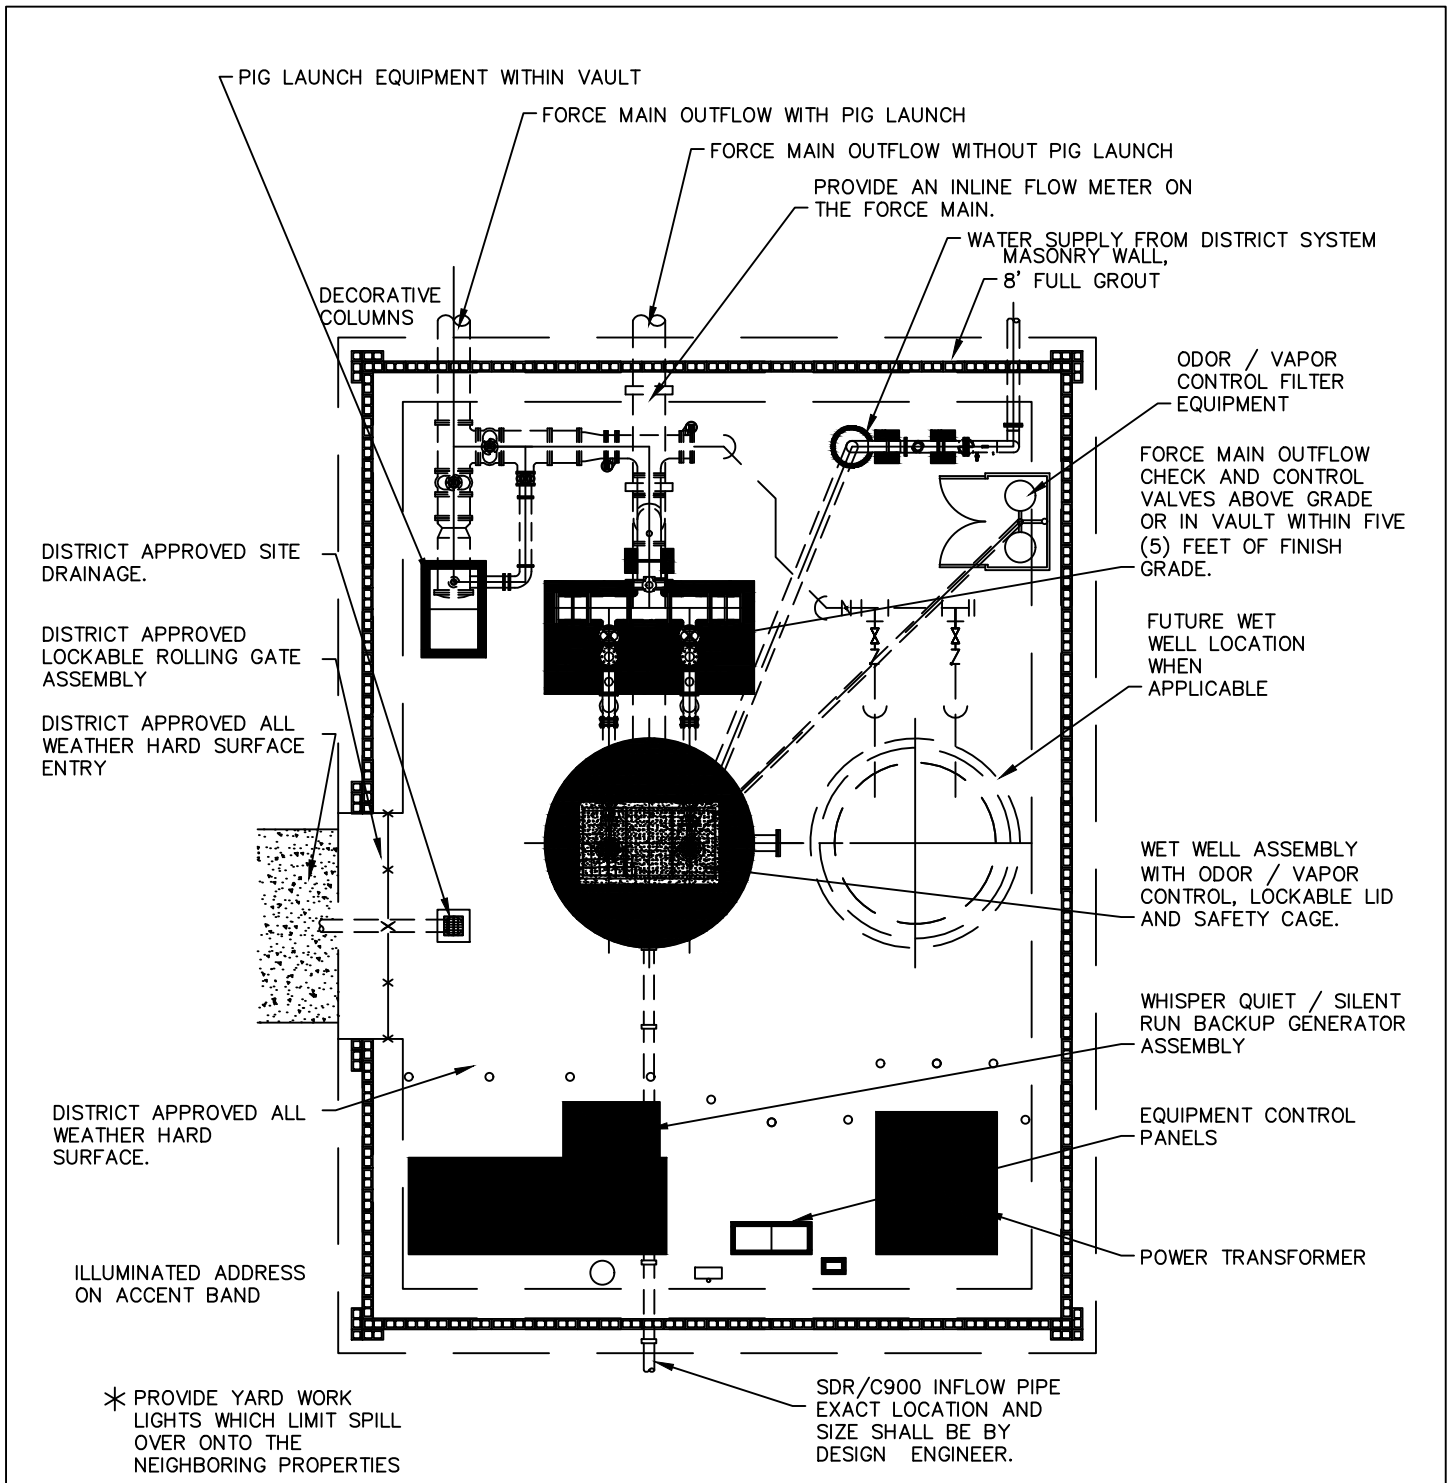 PIG LAUNCH EQUIPMENT WITHIN VAULT
FORCE MAIN OUTFLOW WITH PIG LAUNCH
FORCE MAIN OUTFLOW WITHOUT PIG LAUNCH
PROVIDE AN INLINE FLOW METER ON
THE FORCE MAIN.
WATER SUPPLY FROM DISTRICT SYSTEM
MASONRY WALL,
8' FULL GROUT
DECORATIVE
COLUMNS
ODOR / VAPOR
CONTROL FILTER
EQUIPMENT
FORCE MAIN OUTFLOW
CHECK AND CONTROL
VALVES ABOVE GRADE
OR IN VAULT WITHIN FIVE
(5) FEET OF FINISH
GRADE.
DISTRICT APPROVED SITE
DRAINAGE.
DISTRICT APPROVED
LOCKABLE ROLLING GATE
ASSEMBLY
DISTRICT APPROVED ALL
WEATHER HARD SURFACE
ENTRY
FUTURE WET
WELL LOCATION
WHEN
APPLICABLE
WET WELL ASSEMBLY
WITH ODOR / VAPOR
CONTROL, LOCKABLE LID
AND SAFETY CAGE.
WHISPER QUIET / SILENT
RUN BACKUP GENERATOR
ASSEMBLY
DISTRICT APPROVED ALL
WEATHER HARD
SURFACE.
EQUIPMENT CONTROL
PANELS
POWER TRANSFORMER
ILLUMINATED ADDRESS
ON ACCENT BAND
* PROVIDE YARD WORK
LIGHTS WHICH LIMIT SPILL
OVER ONTO THE
NEIGHBORING PROPERTIES
SDR/C900 INFLOW PIPE
EXACT LOCATION AND
SIZE SHALL BE BY
DESIGN ENGINEER.